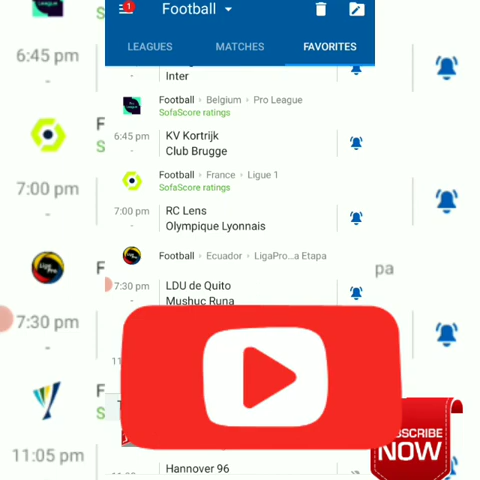 1
Football
LEAGUES
MATCHES
FAVORITES
Inter
Football Belgium Pro League
SofaScore ratings
6:45 pm
KV Kortrijk
Club Brugge
Football France Ligue 1
SofaScore ratings
7:00 pm
RC Lens
Olympique Lyonnais
Football Ecuador LigaPro...a Etapa
7:30 pm
LDU de Quito
Mushuc Runa
Hannover 96
6:45 pm
-
F
S
7:00 pm
-
F
pa
7:30 pm
-
F
S
11:05 pm
SUBSCRIBE
NOW